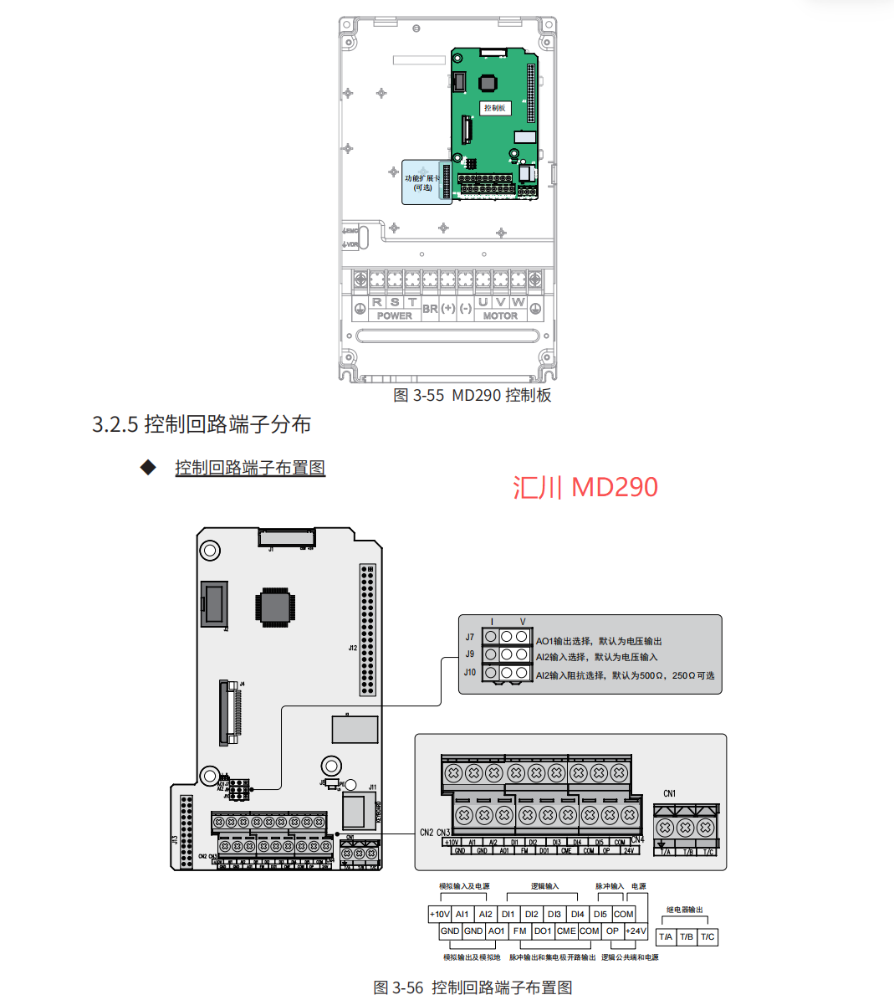 控制板
功能扩展卡
(可选)
EMC
VDR
R S T BR (+) (-) U V W
POWER MOTOR
图 3-55 MD290 控制板
3.2.5 控制回路端子分布
◆ 控制回路端子布置图
汇川 MD290
J1
J2
J12
J4
J7
J9
J10
I V
AO1输出选择，默认为电压输出
AI2输入选择，默认为电压输入
AI2输入阻抗选择，默认为500Ω，250Ω可选
J11
KEYBOARD
J13
CN2 CN3
CN1
CN2 CN3
CN4
+10V AI1 AI2 DI1 DI2 DI3 DI4 DI5 COM
GND GND AO1 FM DO1 CME COM OP 24V
CN1
T/A T/B T/C
模拟输入及电源 逻辑输入 脉冲输入 电源
+10V AI1 AI2 DI1 DI2 DI3 DI4 DI5 COM
GND GND AO1 FM DO1 CME COM OP +24V
模拟输出及模拟地 脉冲输出和集电极开路输出 逻辑公共端和电源
继电器输出
T/A T/B T/C
图 3-56 控制回路端子布置图